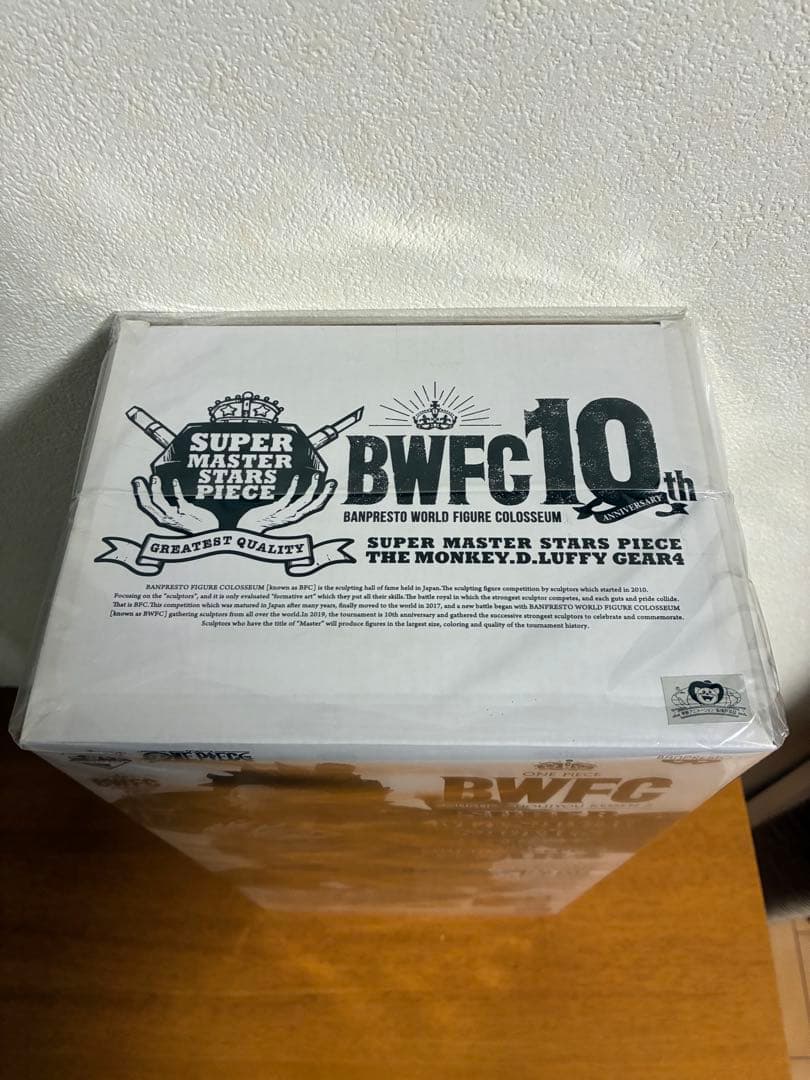 SUPER
MASTER
STARS
PIECE
GREATEST QUALITY
BWFC 10th
ANNIVERSARY
BANPRESTO WORLD FIGURE COLOSSEUM
SUPER MASTER STARS PIECE
THE MONKEY.D.LUFFY GEAR4
BANPRESTO FIGURE COLOSSEUM [known as BFC] is the sculpting hall of fame held in Japan.The sculpting figure competition by sculptors which started in 2010.
Focusing on the "sculptors", and it is only evaluated "formative art" which they put all their skills.The battle royal in which the strongest sculptor competes, and each guts and pride collide.
That is BFC.This competition which was matured in Japan after many years, finally moved to the world in 2017, and a new battle began with BANPRESTO WORLD FIGURE COLOSSEUM
[known as BWFC] gathering sculptors from all over the world.In 2019, the tournament is 10th anniversary and gathered the successive strongest sculptors to celebrate and commemorate.
Sculptors who have the title of "Master" will produce figures in the largest size, coloring and quality of the tournament history.
ONE PIECE
BANPRESTO
ONE PIECE
BWFC